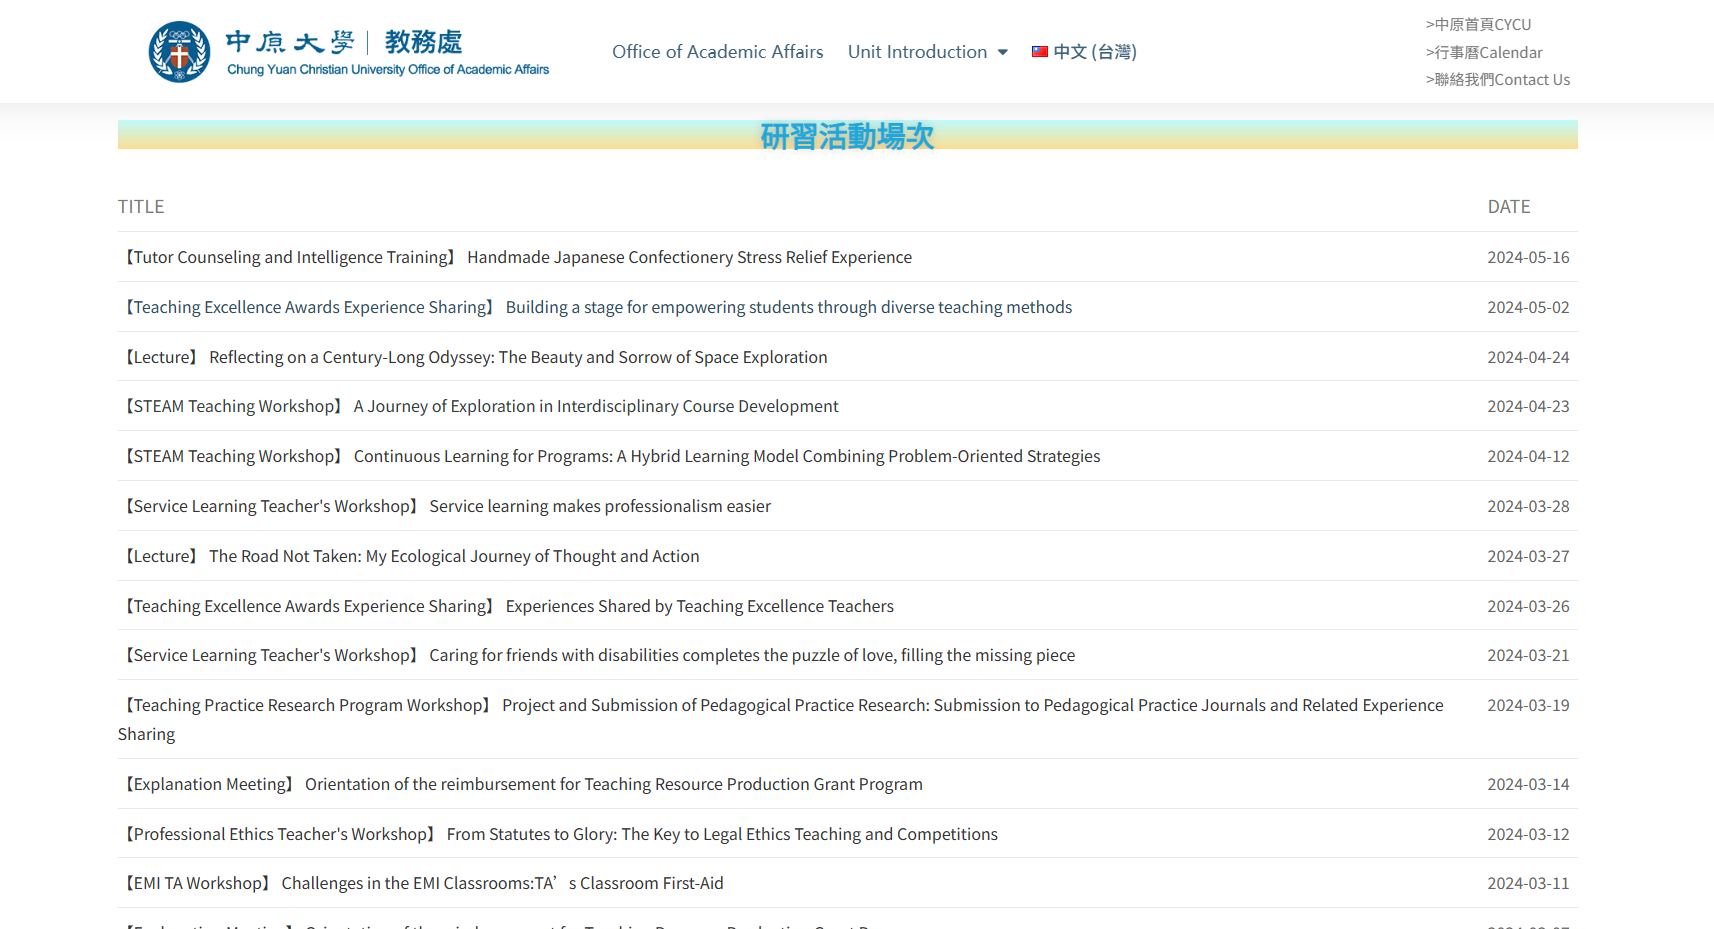 中原大學 | 教務處
Chung Yuan Christian University Office of Academic Affairs
Office of Academic Affairs
Unit Introduction
中文 (台灣)
>中原首頁CYCU
>行事曆Calendar
>聯絡我們Contact Us
研習活動場次
TITLE DATE
【Tutor Counseling and Intelligence Training】 Handmade Japanese Confectionery Stress Relief Experience 2024-05-16
【Teaching Excellence Awards Experience Sharing】 Building a stage for empowering students through diverse teaching methods 2024-05-02
【Lecture】 Reflecting on a Century-Long Odyssey: The Beauty and Sorrow of Space Exploration 2024-04-24
【STEAM Teaching Workshop】 A Journey of Exploration in Interdisciplinary Course Development 2024-04-23
【STEAM Teaching Workshop】 Continuous Learning for Programs: A Hybrid Learning Model Combining Problem-Oriented Strategies 2024-04-12
【Service Learning Teacher's Workshop】 Service learning makes professionalism easier 2024-03-28
【Lecture】 The Road Not Taken: My Ecological Journey of Thought and Action 2024-03-27
【Teaching Excellence Awards Experience Sharing】 Experiences Shared by Teaching Excellence Teachers 2024-03-26
【Service Learning Teacher's Workshop】 Caring for friends with disabilities completes the puzzle of love, filling the missing piece 2024-03-21
【Teaching Practice Research Program Workshop】 Project and Submission of Pedagogical Practice Research: Submission to Pedagogical Practice Journals and Related Experience 2024-03-19
Sharing
【Explanation Meeting】 Orientation of the reimbursement for Teaching Resource Production Grant Program 2024-03-14
【Professional Ethics Teacher's Workshop】 From Statutes to Glory: The Key to Legal Ethics Teaching and Competitions 2024-03-12
【EMI TA Workshop】 Challenges in the EMI Classrooms:TA’s Classroom First-Aid 2024-03-11